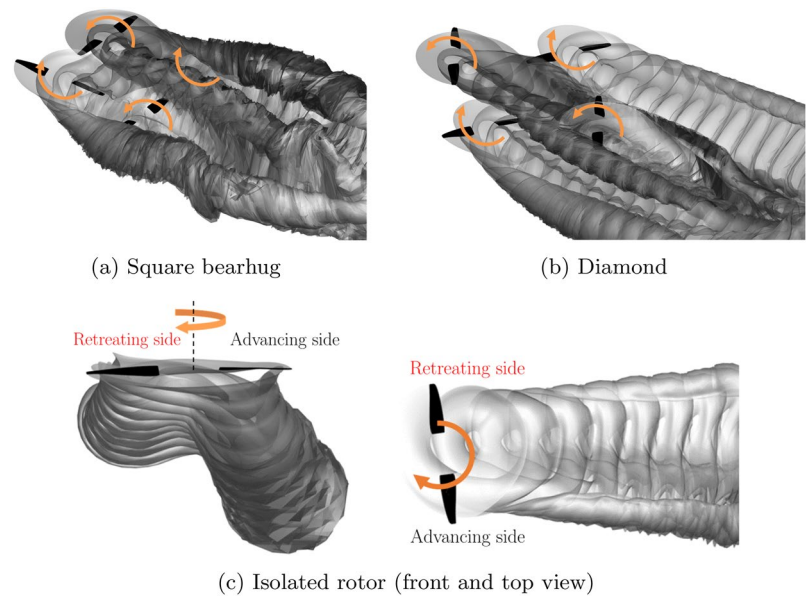 (a) Square bearhug
(b) Diamond
Retreating side
Advancing side
Retreating side
Advancing side
(c) Isolated rotor (front and top view)